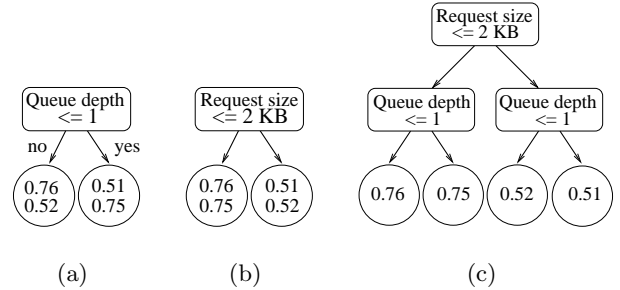 Request size
<= 2 KB
Queue depth
<= 1
no
yes
0.76
0.52
0.51
0.75
(a)
Request size
<= 2 KB
0.76
0.75
0.51
0.52
(b)
Queue depth
<= 1
Queue depth
<= 1
0.76
0.75
0.52
0.51
(c)